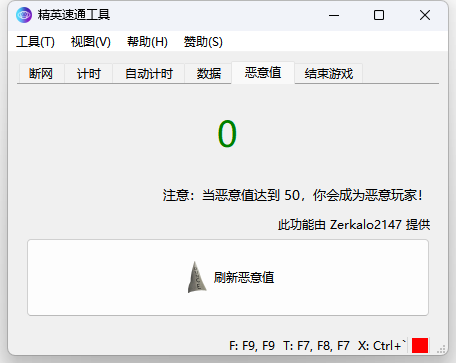 精英速通工具
工具(T) 视图(V) 帮助(H) 赞助(S)
断网 计时 自动计时 数据 恶意值 结束游戏
0
注意：当恶意值达到 50，你会成为恶意玩家！
此功能由 Zerkalo2147 提供
刷新恶意值
F: F9, F9 T: F7, F8, F7 X: Ctrl+`